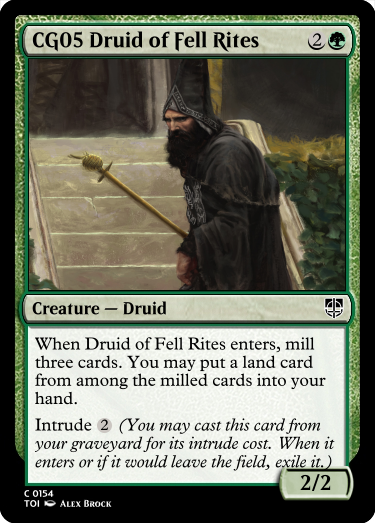 CG05 Druid of Fell Rites 2
Creature — Druid
When Druid of Fell Rites enters, mill
three cards. You may put a land card
from among the milled cards into your
hand.
Intrude 2 (You may cast this card
from your graveyard for its intrude cost. When it
enters or if it would leave the field, exile it.)
2/2
C 0154
TOI Alex Brock